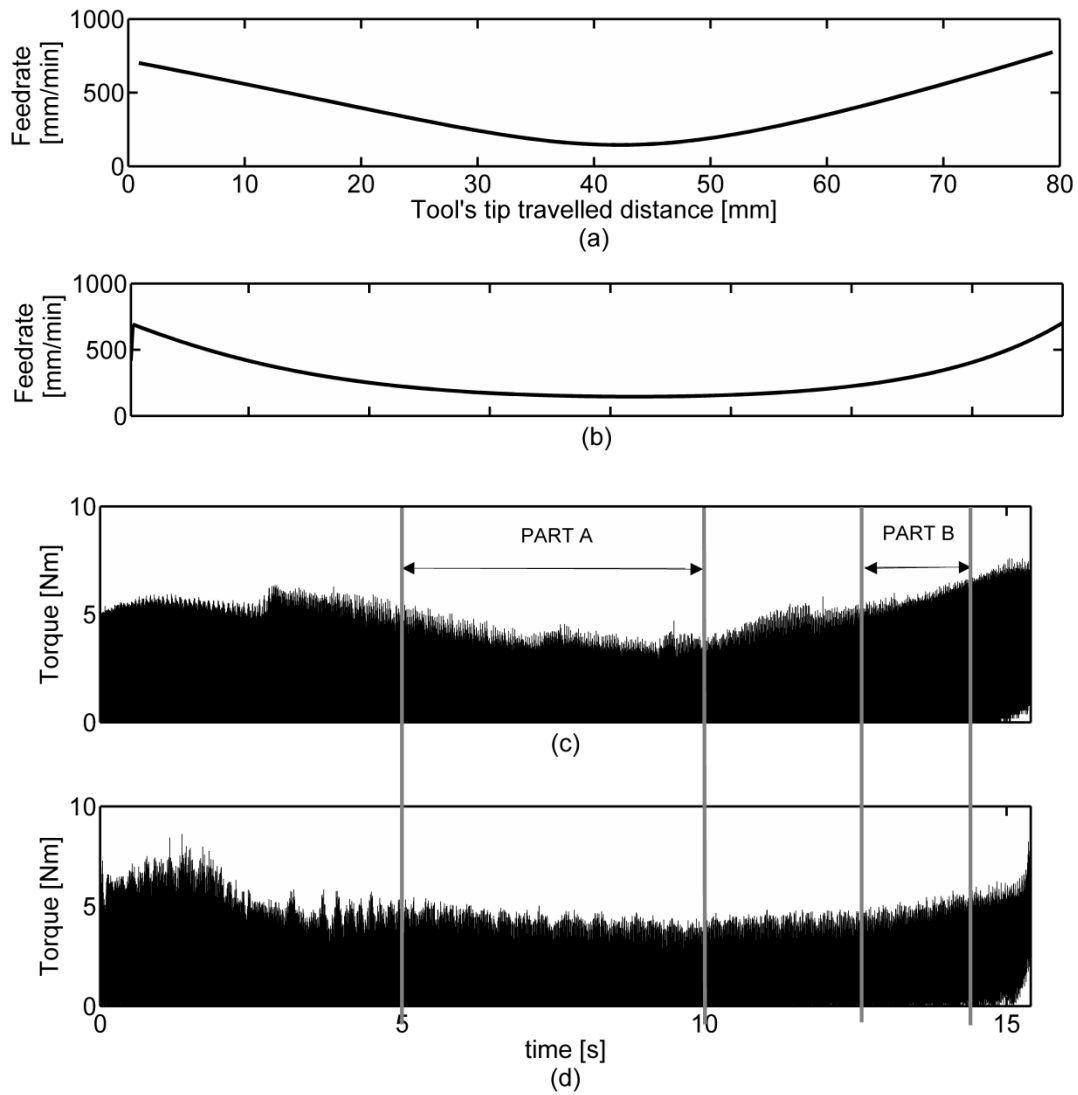 1000
500
0
Feedrate
[mm/min]
0 10 20 30 40 50 60 70 80
Tool's tip travelled distance [mm]
(a)
1000
500
0
Feedrate
[mm/min]
(b)
10
5
0
Torque [Nm]
PART A
PART B
(c)
10
5
0
Torque [Nm]
0 5 10 15
time [s]
(d)